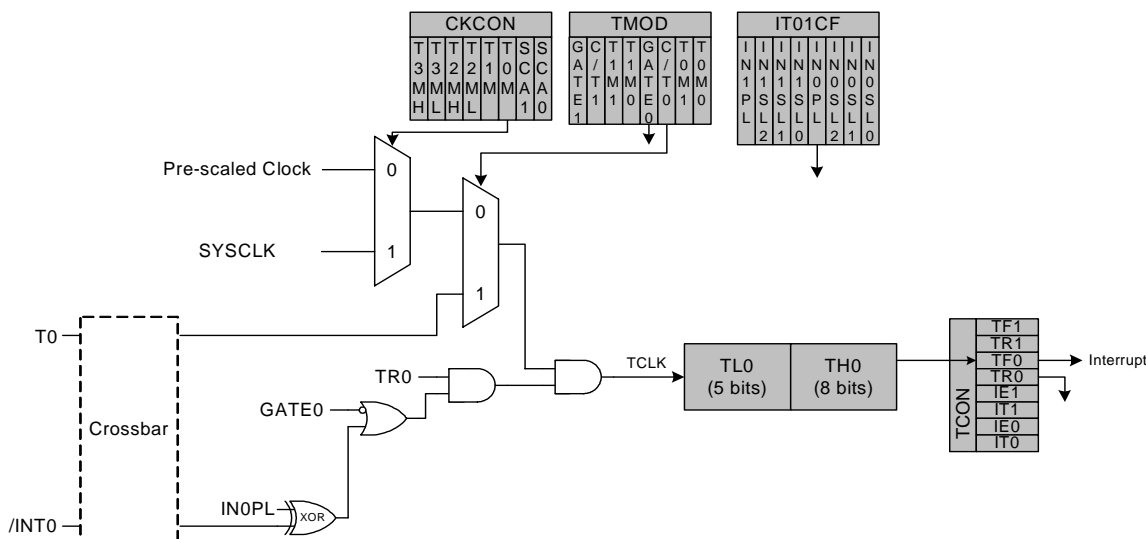 CKCON
T3MH
T3ML
T2MH
T2ML
T1M
T0M
SCA1
SCA0
TMOD
GATE1
C/T1
T1M1
T1M0
GATE0
C/T0
T0M1
T0M0
IT01CF
IN1PL
IN1SL2
IN1SL1
IN1SL0
IN0PL
IN0SL2
IN0SL1
IN0SL0
Pre-scaled Clock
0
SYSCLK
1
0
1
T0
Crossbar
/INT0
TR0
GATE0
IN0PL
XOR
TCLK
TL0
(5 bits)
TH0
(8 bits)
TCON
TF1
TR1
TF0
TR0
IE1
IT1
IE0
IT0
Interrupt